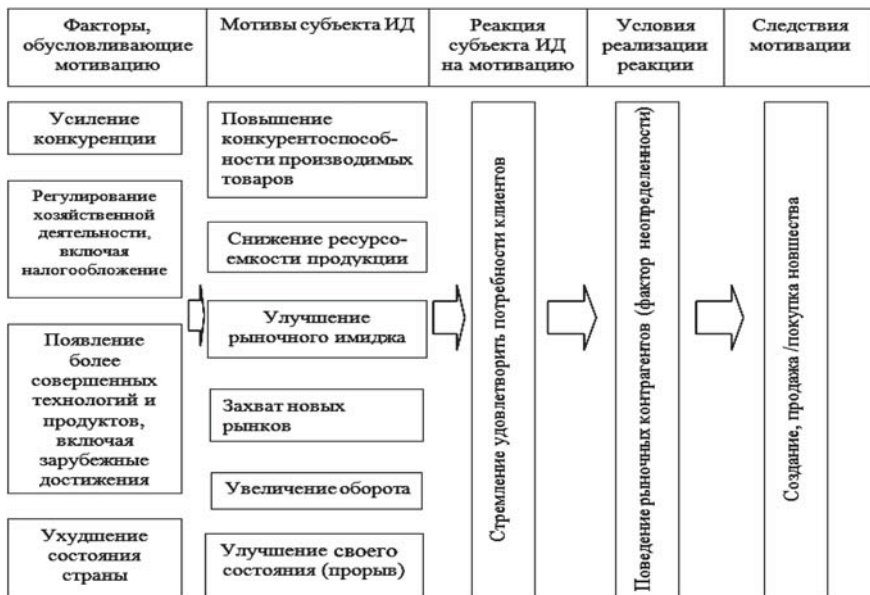 Факторы,
обусловливающие
мотивацию
Мотивы субъекта ИД
Реакция
субъекта ИД
на мотивацию
Условия
реализации
реакции
Следствия
мотивации
Усиление
конкуренции
Регулирование
хозяйственной
деятельности,
включая
налогообложение
Появление
более
совершенных
технологий и
продуктов,
включая
зарубежные
достижения
Ухудшение
состояния
страны
Повышение
конкурентоспособ-
ности производимых
товаров
Снижение ресурсо-
емкости продукции
Улучшение
рыночного имиджа
Захват новых
рынков
Увеличение оборота
Улучшение своего
состояния (прорыв)
Стремление удовлетворить потребности клиентов
Поведение рыночных контрагентов (фактор неопределенности)
Создание, продажа /покупка новшества